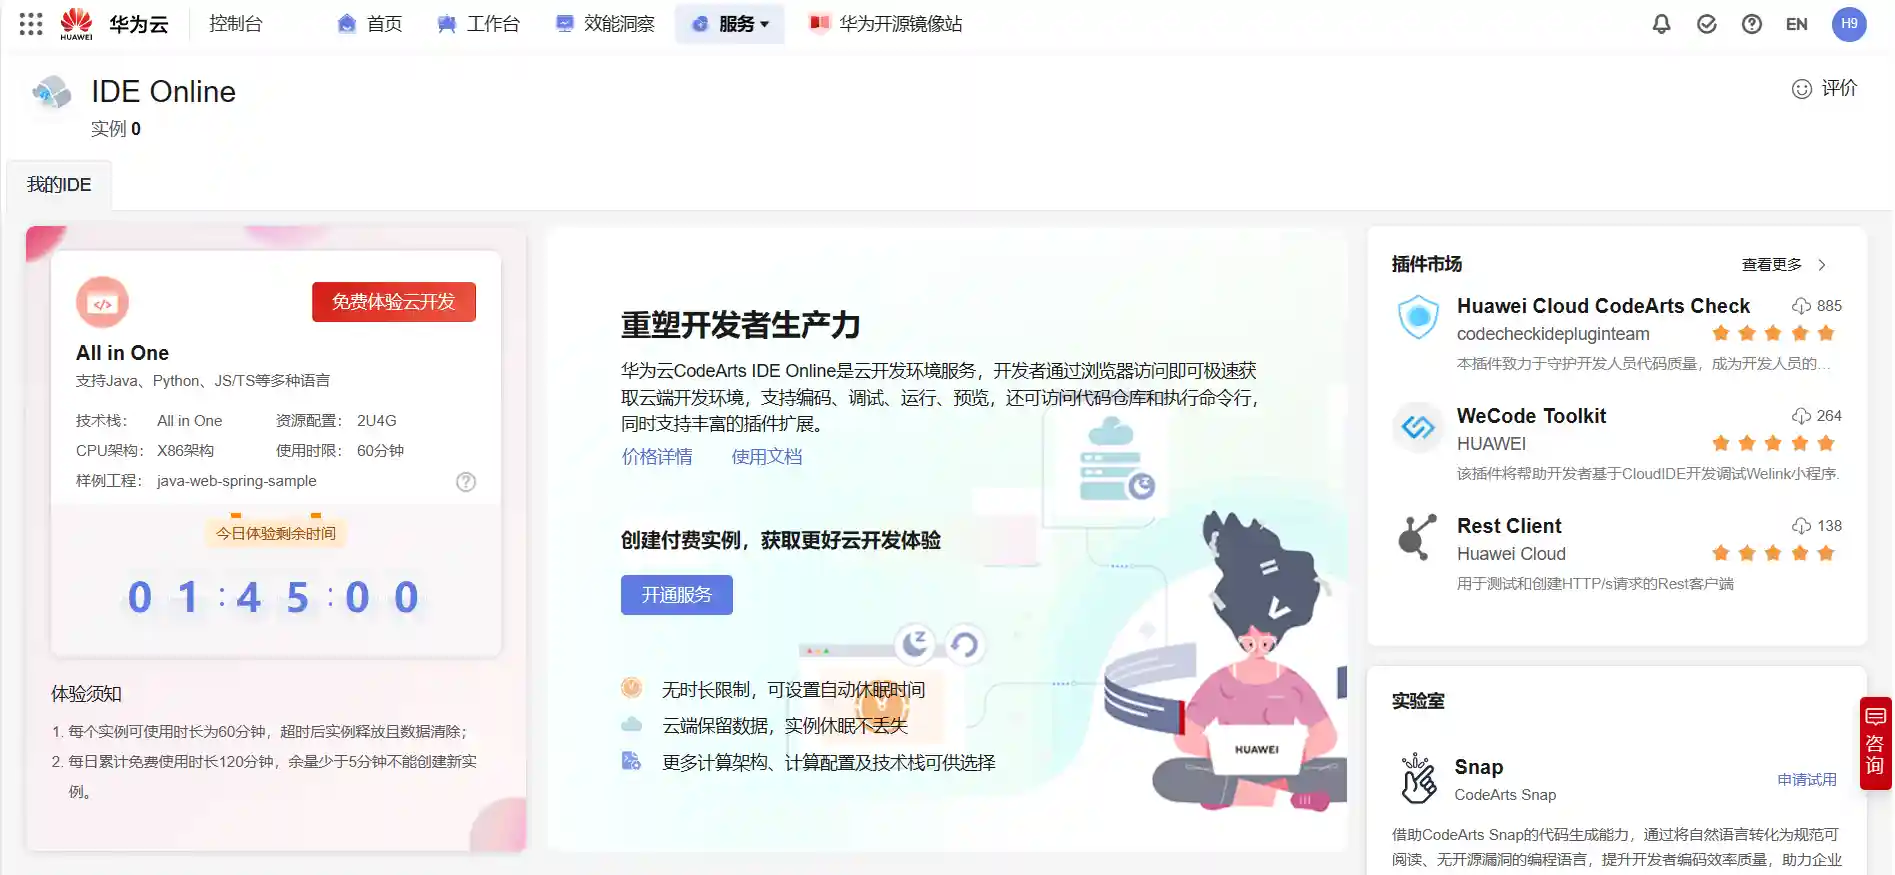 HUAWEI 华为云 控制台 首页 工作台 效能洞察 服务 华为开源镜像站 EN H9
IDE Online
评价
实例 0
我的IDE
免费体验云开发
All in One
支持Java、Python、JS/TS等多种语言
技术栈： All in One 资源配置： 2U4G
CPU架构： X86架构 使用时限： 60分钟
样例工程： java-web-spring-sample
今日体验剩余时间
01:45:00
体验须知
1. 每个实例可使用时长为60分钟，超时后实例释放且数据清除；
2. 每日累计免费使用时长120分钟，余量少于5分钟不能创建新实
例。
重塑开发者生产力
华为云CodeArts IDE Online是云开发环境服务，开发者通过浏览器访问即可极速获
取云端开发环境，支持编码、调试、运行、预览，还可访问代码仓库和执行命令行，
同时支持丰富的插件扩展。
价格详情 使用文档
创建付费实例，获取更好云开发体验
开通服务
无时长限制，可设置自动休眠时间
云端保留数据，实例休眠不丢失
更多计算架构、计算配置及技术栈可供选择
HUAWEI
插件市场 查看更多
Huawei Cloud CodeArts Check 885
codecheckidepluginteam
本插件致力于守护开发人员代码质量，成为开发人员的...
WeCode Toolkit 264
HUAWEI
该插件将帮助开发者基于CloudIDE开发调试Welink小程序.
Rest Client 138
Huawei Cloud
用于测试和创建HTTP/s请求的Rest客户端
实验室
Snap
CodeArts Snap
申请试用
借助CodeArts Snap的代码生成能力，通过将自然语言转化为规范可
阅读、无开源漏洞的编程语言，提升开发者编码效率质量，助力企业
咨询